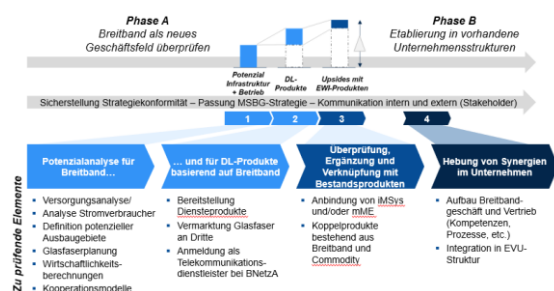 Phase A
Breitband als neues
Geschäftsfeld überprüfen
Phase B
Etablierung in vorhandene
Unternehmensstrukturen
Potenzial
Infrastruktur
+ Betrieb
DL-
Produkte
Upsides mit
EWI-Produkten
Sicherstellung Strategiekonformität – Passung MSBG-Strategie – Kommunikation intern und extern (Stakeholder)
1
2
3
4
Zu prüfende Elemente
Potenzialanalyse für
Breitband…
Versorgungsanalyse/
Analyse Stromverbraucher
Definition potenzieller
Ausbaugebiete
Glasfaserplanung
Wirtschaftlichkeits-
berechnungen
Kooperationsmodelle
… und für DL-Produkte
basierend auf Breitband
Bereitstellung
Diensteprodukte
Vermarktung Glasfaser
an Dritte
Anmeldung als
Telekommunikations-
dienstleister bei BNetzA
Überprüfung,
Ergänzung und
Verknüpfung mit
Bestandsprodukten
Anbindung von iMSys
und/oder mME
Koppelprodukte
bestehend aus
Breitband und
Commodity
Hebung von Synergien
im Unternehmen
Aufbau Breitband-
geschäft und Vertrieb
(Kompetenzen,
Prozesse, etc.)
Integration in EVU-
Struktur